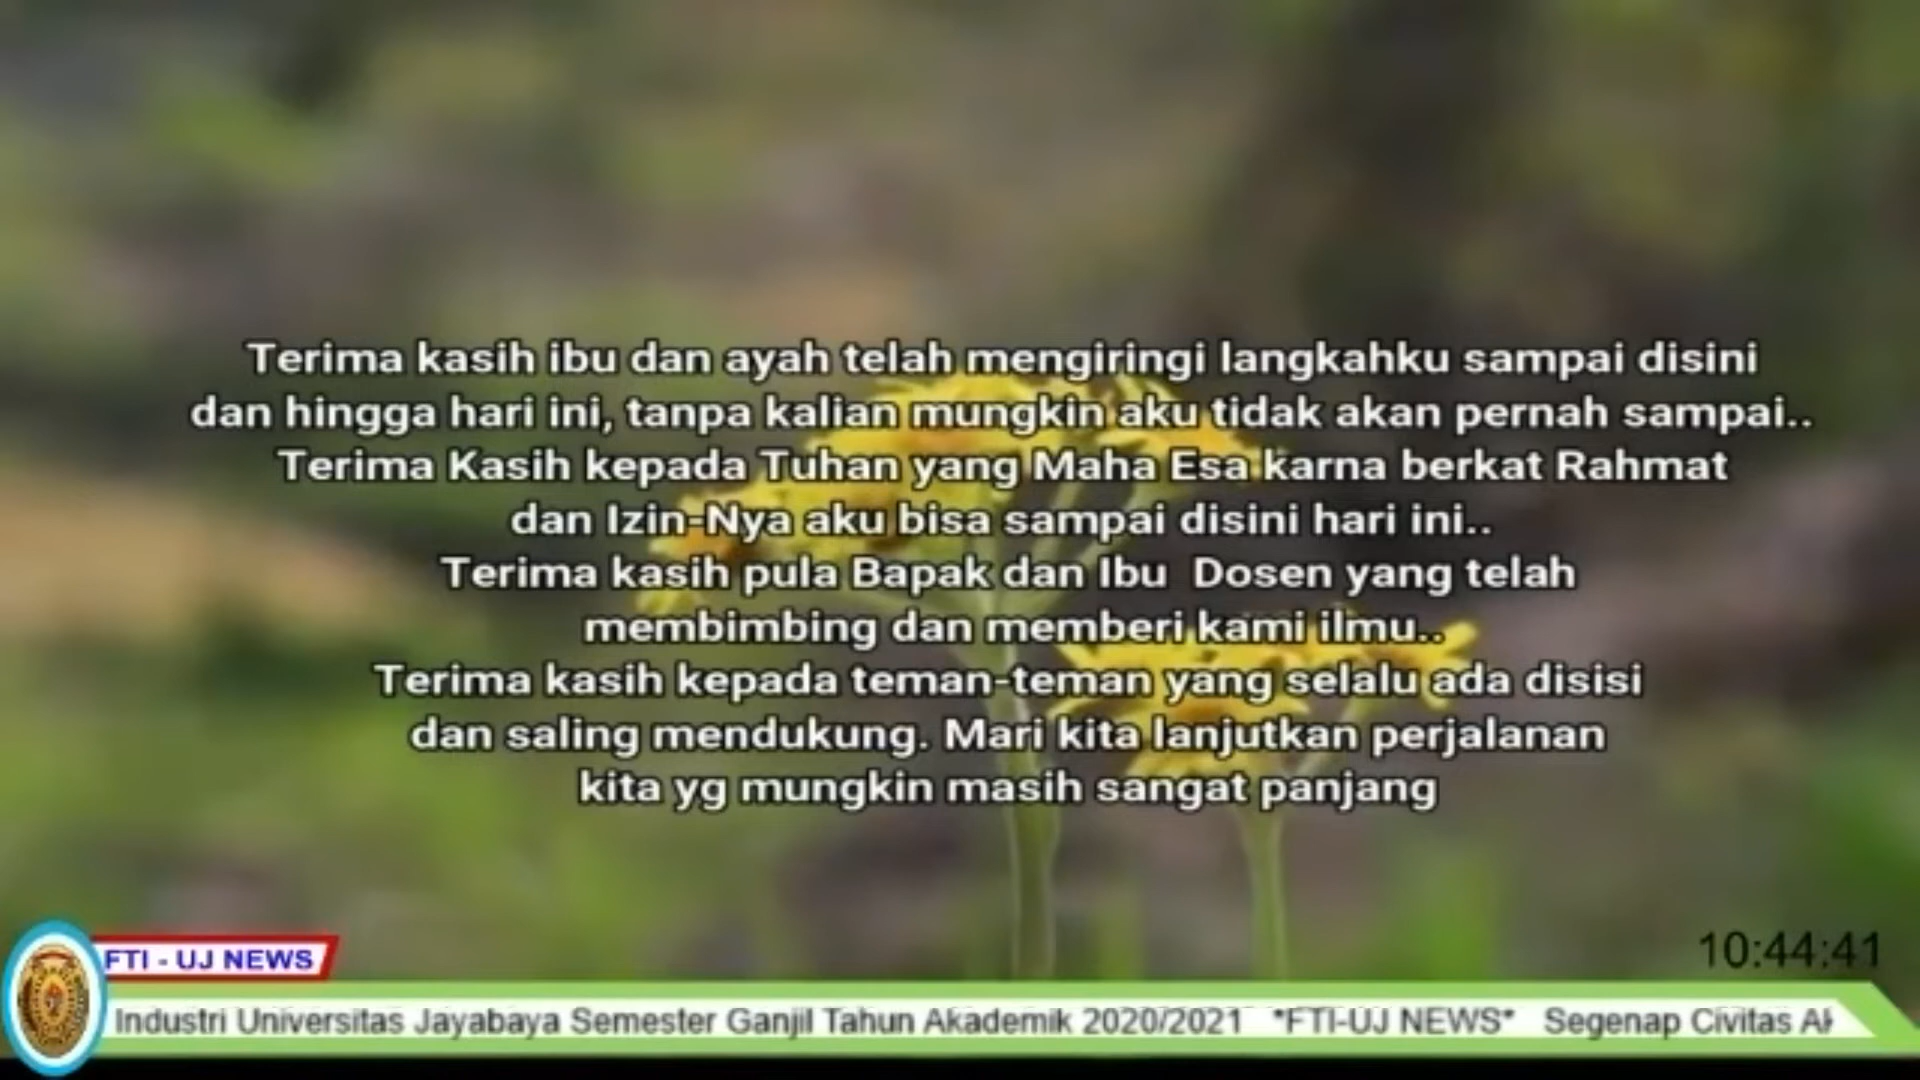 Terima kasih ibu dan ayah telah mengiringi langkahku sampai disini
dan hingga hari ini, tanpa kalian mungkin aku tidak akan pernah sampai..
Terima Kasih kepada Tuhan yang Maha Esa karna berkat Rahmat
dan Izin-Nya aku bisa sampai disini hari ini..
Terima kasih pula Bapak dan Ibu Dosen yang telah
membimbing dan memberi kami ilmu..
Terima kasih kepada teman-teman yang selalu ada disisi
dan saling mendukung. Mari kita lanjutkan perjalanan
kita yg mungkin masih sangat panjang
10:44:41
FTI - UJ NEWS
Industri Universitas Jayabaya Semester Ganjil Tahun Akademik 2020/2021 *FTI-UJ NEWS* Segenap Civitas